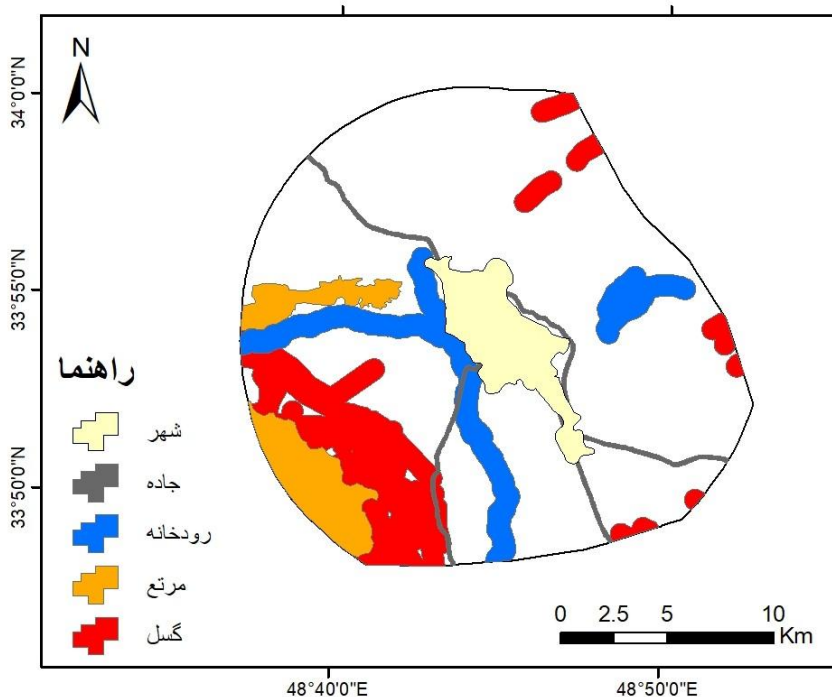 N
34°0'0"N
33°55'0"N
33°50'0"N
راهنما
شهر
جاده
رودخانه
مرتع
گسل
0 2.5 5 10
Km
48°40'0"E 48°50'0"E